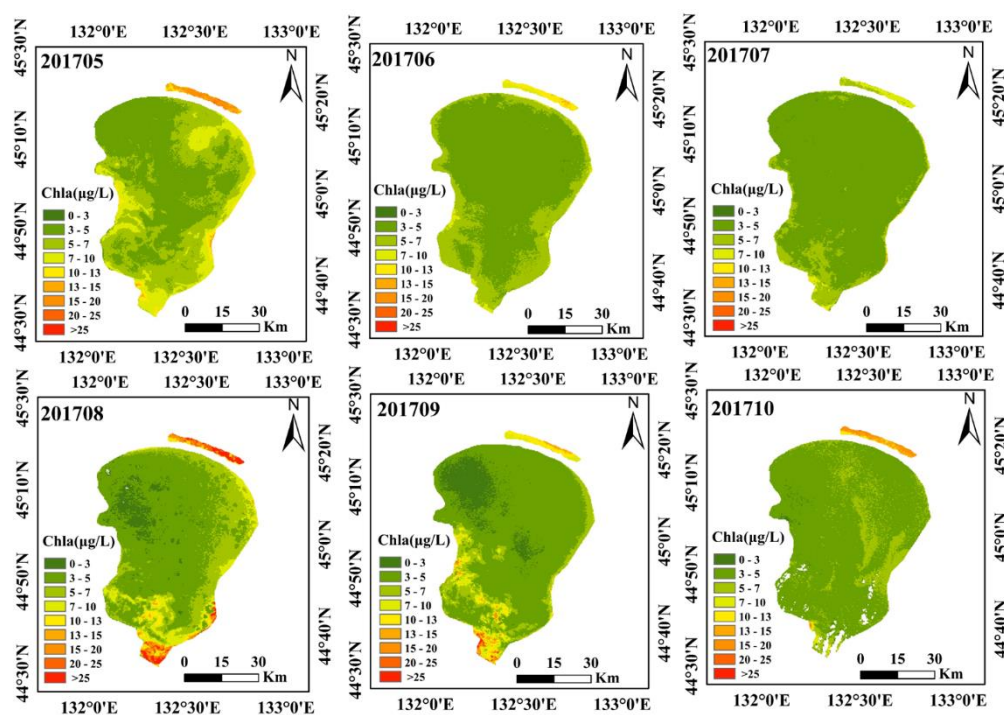 132°0'E 132°30'E 133°0'E
132°0'E 132°30'E 133°0'E
132°0'E 132°30'E 133°0'E
45°30'N
45°10'N
44°50'N
44°30'N
201705
N
Chla(μg/L)
0 - 3
3 - 5
5 - 7
7 - 10
10 - 13
13 - 15
15 - 20
20 - 25
>25
0 15 30
Km
45°20'N
45°0'N
44°40'N
45°30'N
45°10'N
44°50'N
44°30'N
201706
N
Chla(μg/L)
0 - 3
3 - 5
5 - 7
7 - 10
10 - 13
13 - 15
15 - 20
20 - 25
>25
0 15 30
Km
45°20'N
45°0'N
44°40'N
45°30'N
45°10'N
44°50'N
44°30'N
201707
N
Chla(μg/L)
0 - 3
3 - 5
5 - 7
7 - 10
10 - 13
13 - 15
15 - 20
20 - 25
>25
0 15 30
Km
45°20'N
45°0'N
44°40'N
132°0'E 132°30'E 133°0'E
132°0'E 132°30'E 133°0'E
132°0'E 132°30'E 133°0'E
132°0'E 132°30'E 133°0'E
132°0'E 132°30'E 133°0'E
132°0'E 132°30'E 133°0'E
45°30'N
45°10'N
44°50'N
44°30'N
201708
N
Chla(μg/L)
0 - 3
3 - 5
5 - 7
7 - 10
10 - 13
13 - 15
15 - 20
20 - 25
>25
0 15 30
Km
45°20'N
45°0'N
44°40'N
45°30'N
45°10'N
44°50'N
44°30'N
201709
N
Chla(μg/L)
0 - 3
3 - 5
5 - 7
7 - 10
10 - 13
13 - 15
15 - 20
20 - 25
>25
0 15 30
Km
45°20'N
45°0'N
44°40'N
45°30'N
45°10'N
44°50'N
44°30'N
201710
N
Chla(μg/L)
0 - 3
3 - 5
5 - 7
7 - 10
10 - 13
13 - 15
15 - 20
20 - 25
>25
0 15 30
Km
45°20'N
45°0'N
44°40'N
132°0'E 132°30'E 133°0'E
132°0'E 132°30'E 133°0'E
132°0'E 132°30'E 133°0'E